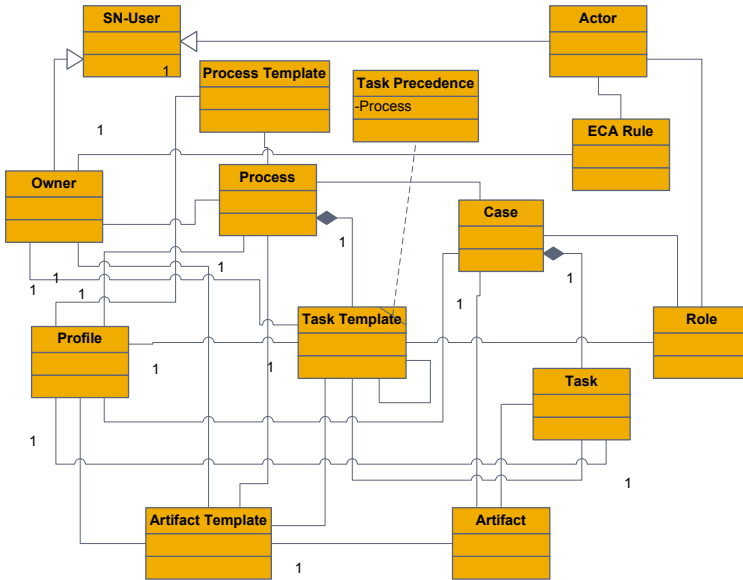 SN-User
Actor
1
Process Template
Task Precedence
-Process
1
ECA Rule
Owner
Process
Case
1
1
1
1
1
1
1
Task Template
Role
Profile
1
1
Task
1
1
Artifact Template
Artifact
1